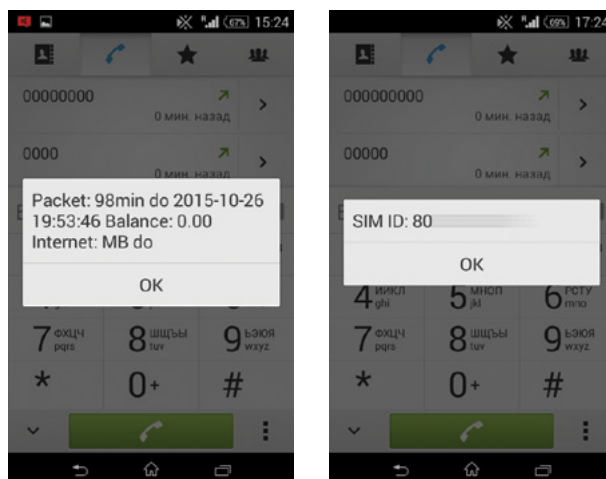 67% 15:24
00000000
0 мин. назад
0000
0 мин. назад
Packet: 98min do 2015-10-26
19:53:46 Balance: 0.00
Internet: MB do
OK
7 фхцч pqrs
8 шщъы tuv
9 ьэюя wxyz
*
0 +
#
69% 17:24
000000000
0 мин. назад
00000
0 мин. назад
SIM ID: 80
OK
4 ийкл ghi
5 мноп jkl
6 рсту mno
7 фхцч pqrs
8 шщъы tuv
9 ьэюя wxyz
*
0 +
#